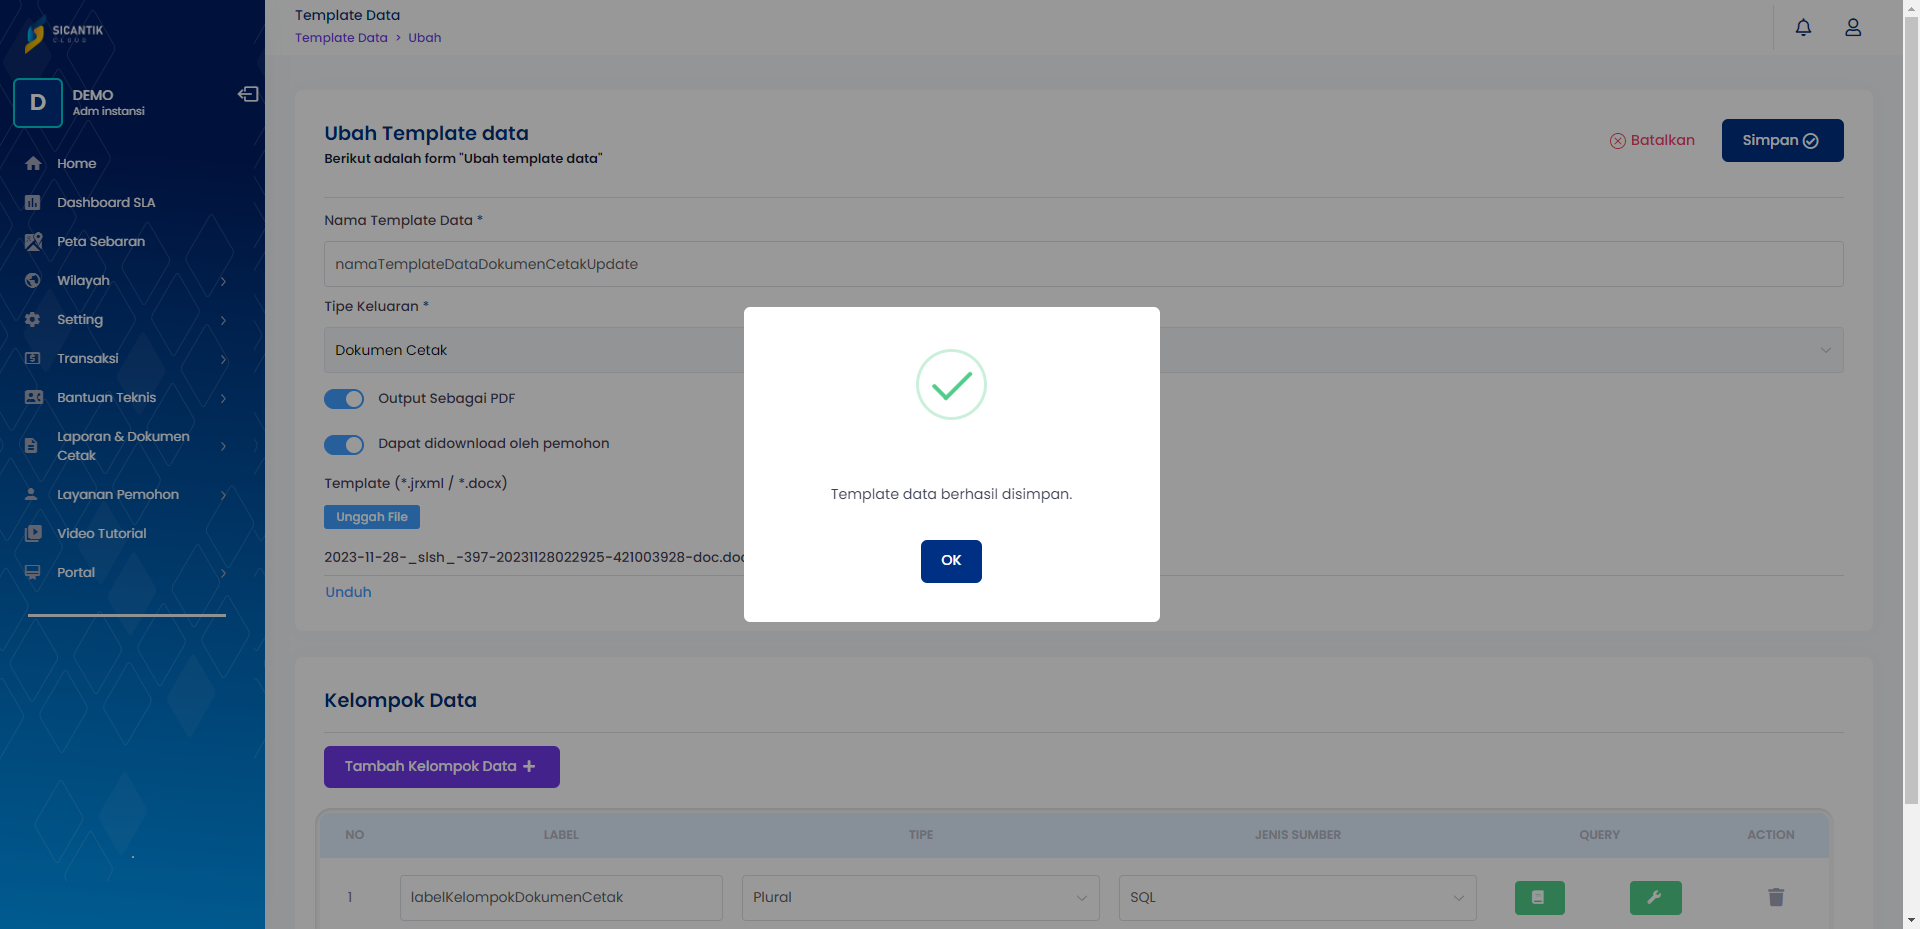 SICANTIK
CLOUD
D
DEMO
Adm instansi
Home
Dashboard SLA
Peta Sebaran
Wilayah
Setting
Transaksi
Bantuan Teknis
Laporan & Dokumen
Cetak
Layanan Pemohon
Video Tutorial
Portal
Template Data
Template Data > Ubah
Ubah Template data
Berikut adalah form "Ubah template data"
Batalkan
Simpan
Nama Template Data *
namaTemplateDataDokumenCetakUpdate
Tipe Keluaran *
Dokumen Cetak
Output Sebagai PDF
Dapat didownload oleh pemohon
Template (*.jrxml / *.docx)
Unggah File
2023-11-28-_slsh_-397-20231128022925-421003928-doc.doc
Unduh
Template data berhasil disimpan.
OK
Kelompok Data
Tambah Kelompok Data +
NO LABEL TIPE JENIS SUMBER QUERY ACTION
1 labelKelompokDokumenCetak Plural SQL